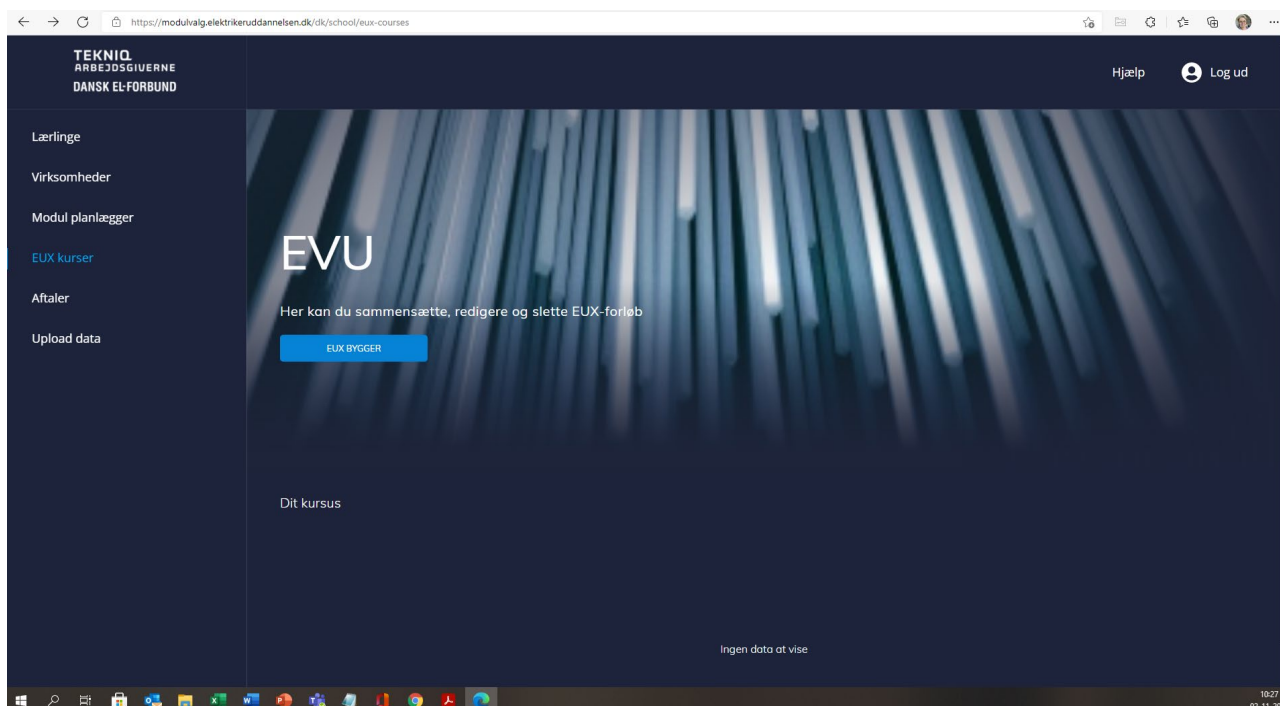 https://modulvalg.elektrikeruddannelsen.dk/dk/school/eux-courses
TEKNIQ
ARBEJDSGIVERNE
DANSK EL-FORBUND
Hjælp
Log ud
Lærlinge
Virksomheder
Modul planlægger
EUX kurser
Aftaler
Upload data
EVU
Her kan du sammensætte, redigere og slette EUX-forløb
EUX BYGGER
Dit kursus
Ingen data at vise
10:27